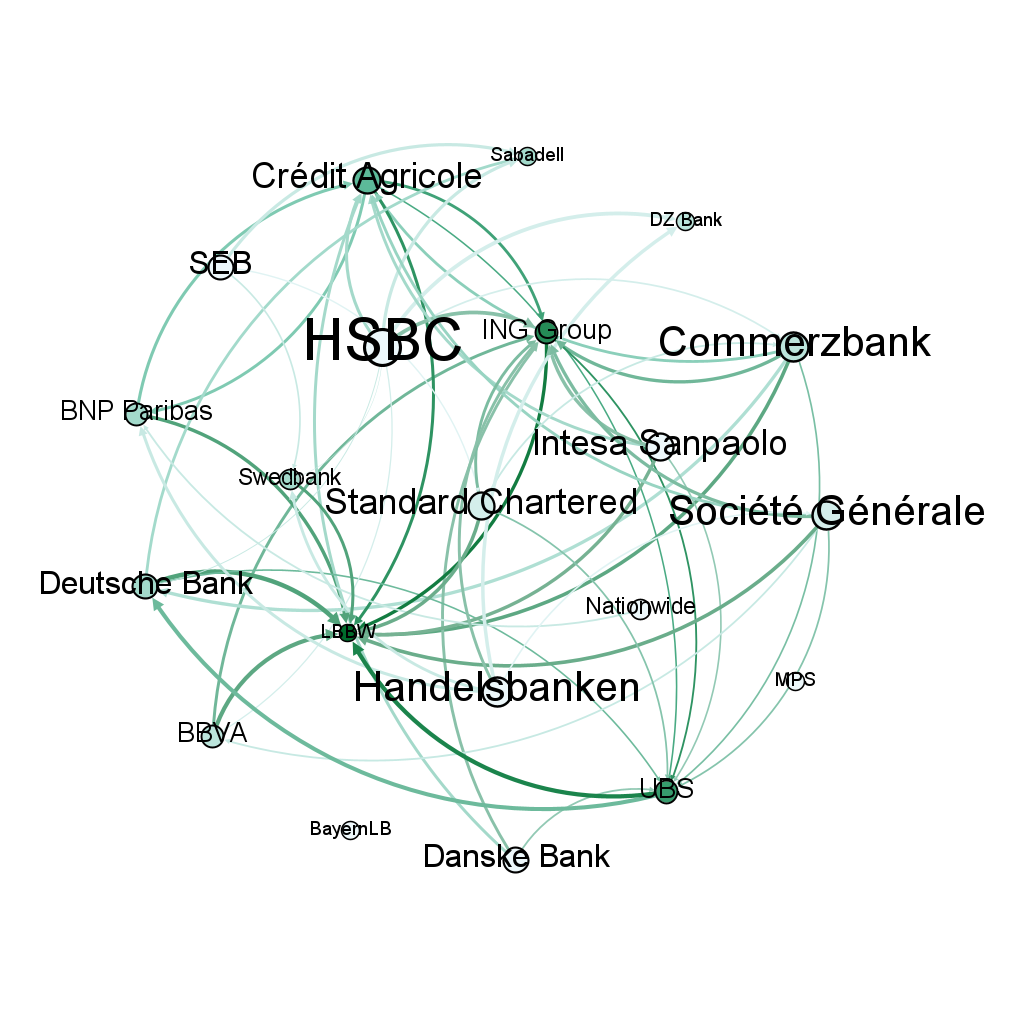 Sabadell
Crédit Agricole
DZ Bank
SEB
ING Group
HSBC
Commerzbank
BNP Paribas
Intesa Sanpaolo
Swedbank
Standard Chartered
Société Générale
Deutsche Bank
Nationwide
LBBW
MPS
Handelsbanken
BBVA
UBS
BayernLB
Danske Bank